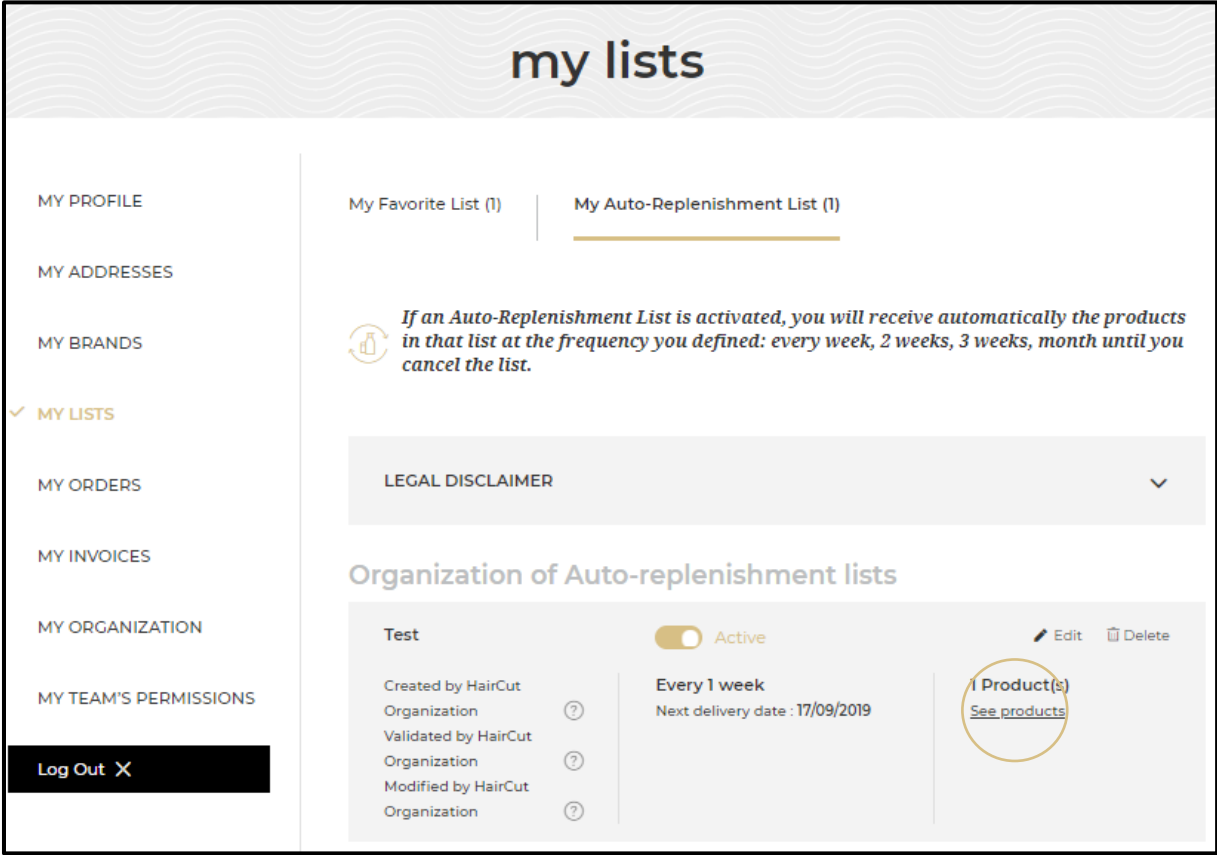 my lists
MY PROFILE
MY ADDRESSES
MY BRANDS
MY LISTS
MY ORDERS
MY INVOICES
MY ORGANIZATION
MY TEAM'S PERMISSIONS
Log Out
My Favorite List (1)
My Auto-Replenishment List (1)
If an Auto-Replenishment List is activated, you will receive automatically the products
in that list at the frequency you defined: every week, 2 weeks, 3 weeks, month until you
cancel the list.
LEGAL DISCLAIMER
Organization of Auto-replenishment lists
Test
Active
Edit
Delete
Created by HairCut
Organization ?
Validated by HairCut
Organization ?
Modified by HairCut
Organization ?
Every 1 week
Next delivery date : 17/09/2019
1 Product(s)
See products